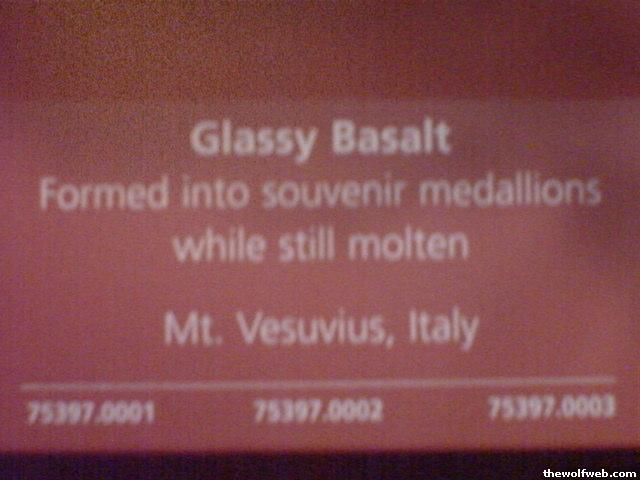 Glassy Basalt
Formed into souvenir medallions
while still molten
Mt. Vesuvius, Italy
75397.0001 75397.0002 75397.0003
thewolfweb.com